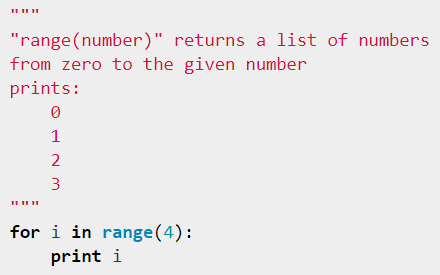 """
"range(number)" returns a list of numbers
from zero to the given number
prints:
    0
    1
    2
    3
"""
for i in range(4):
    print i